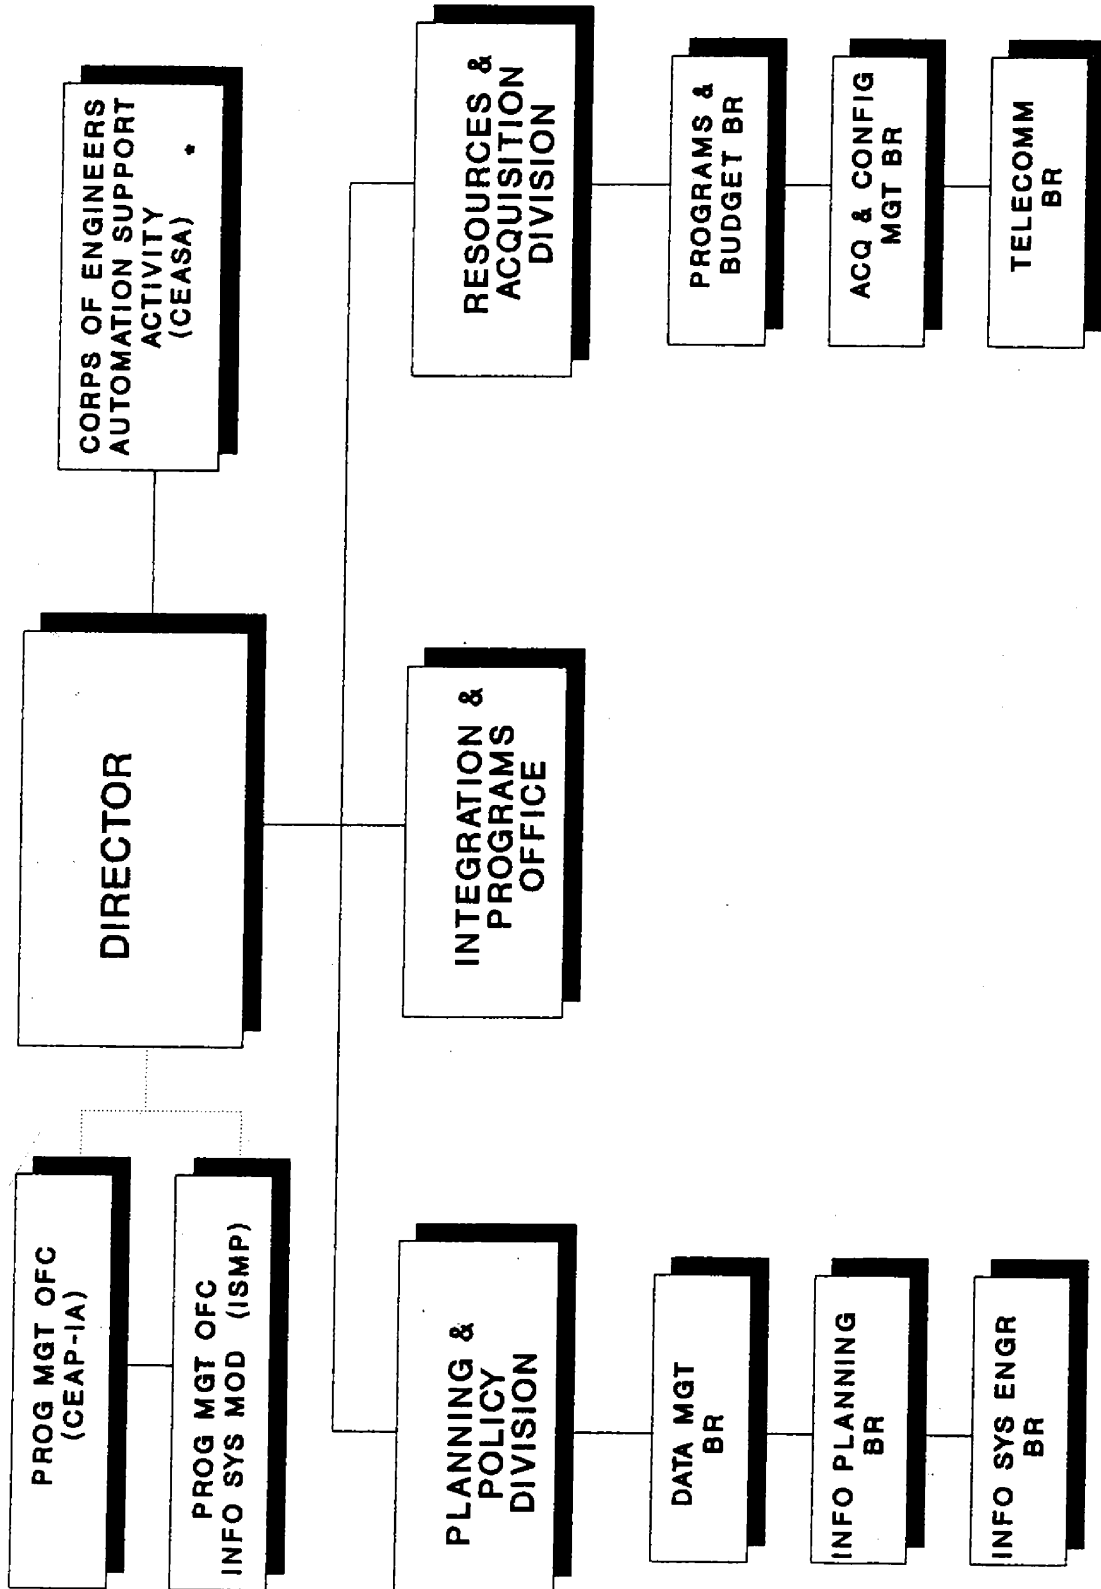 PROG MGT OFC
(CEAP-IA)
PROG MGT OFC
INFO SYS MOD (ISMP)
DIRECTOR
CORPS OF ENGINEERS
AUTOMATION SUPPORT
ACTIVITY
(CEASA) *
PLANNING &
POLICY
DIVISION
DATA MGT
BR
INFO PLANNING
BR
INFO SYS ENGR
BR
INTEGRATION &
PROGRAMS
OFFICE
RESOURCES &
ACQUISITION
DIVISION
PROGRAMS &
BUDGET BR
ACQ & CONFIG
MGT BR
TELECOMM
BR